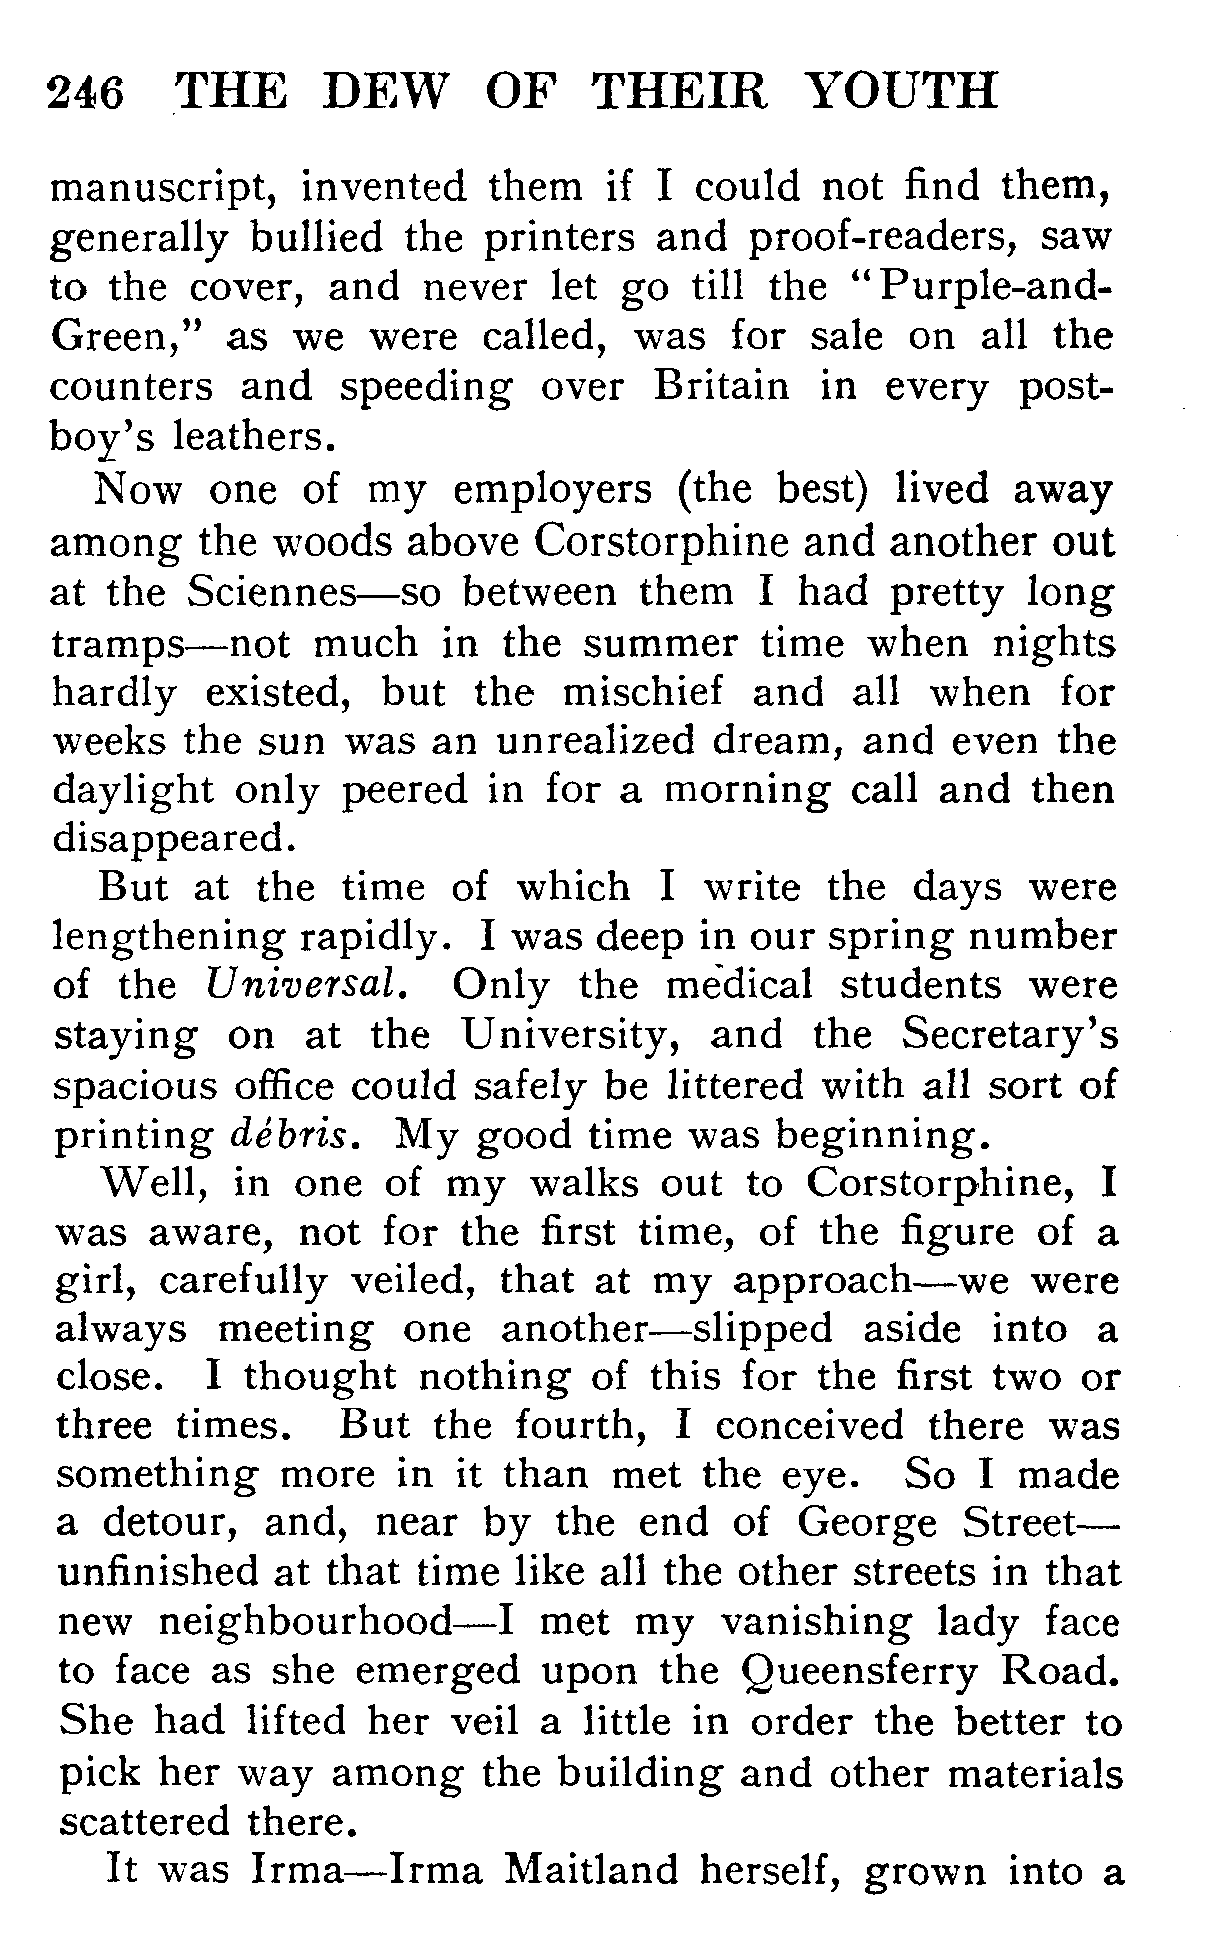 246 THE DEW OF THEIR YOUTH
manuscript, invented them if I could not find them,
generally bullied the printers and proof-readers, saw
to the cover, and never let go till the “Purple-and-
Green,” as we were called, was for sale on all the
counters and speeding over Britain in every post-
boy’s leathers.
Now one of my employers (the best) lived away
among the woods above Corstorphine and another out
at the Sciennes—so between them I had pretty long
tramps—not much in the summer time when nights
hardly existed, but the mischief and all when for
weeks the sun was an unrealized dream, and even the
daylight only peered in for a morning call and then
disappeared.
But at the time of which I write the days were
lengthening rapidly. I was deep in our spring number
of the Universal. Only the medical students were
staying on at the University, and the Secretary’s
spacious office could safely be littered with all sort of
printing débris. My good time was beginning.
Well, in one of my walks out to Corstorphine, I
was aware, not for the first time, of the figure of a
girl, carefully veiled, that at my approach—we were
always meeting one another—slipped aside into a
close. I thought nothing of this for the first two or
three times. But the fourth, I conceived there was
something more in it than met the eye. So I made
a detour, and, near by the end of George Street—
unfinished at that time like all the other streets in that
new neighbourhood—I met my vanishing lady face
to face as she emerged upon the Queensferry Road.
She had lifted her veil a little in order the better to
pick her way among the building and other materials
scattered there.
It was Irma—Irma Maitland herself, grown into a